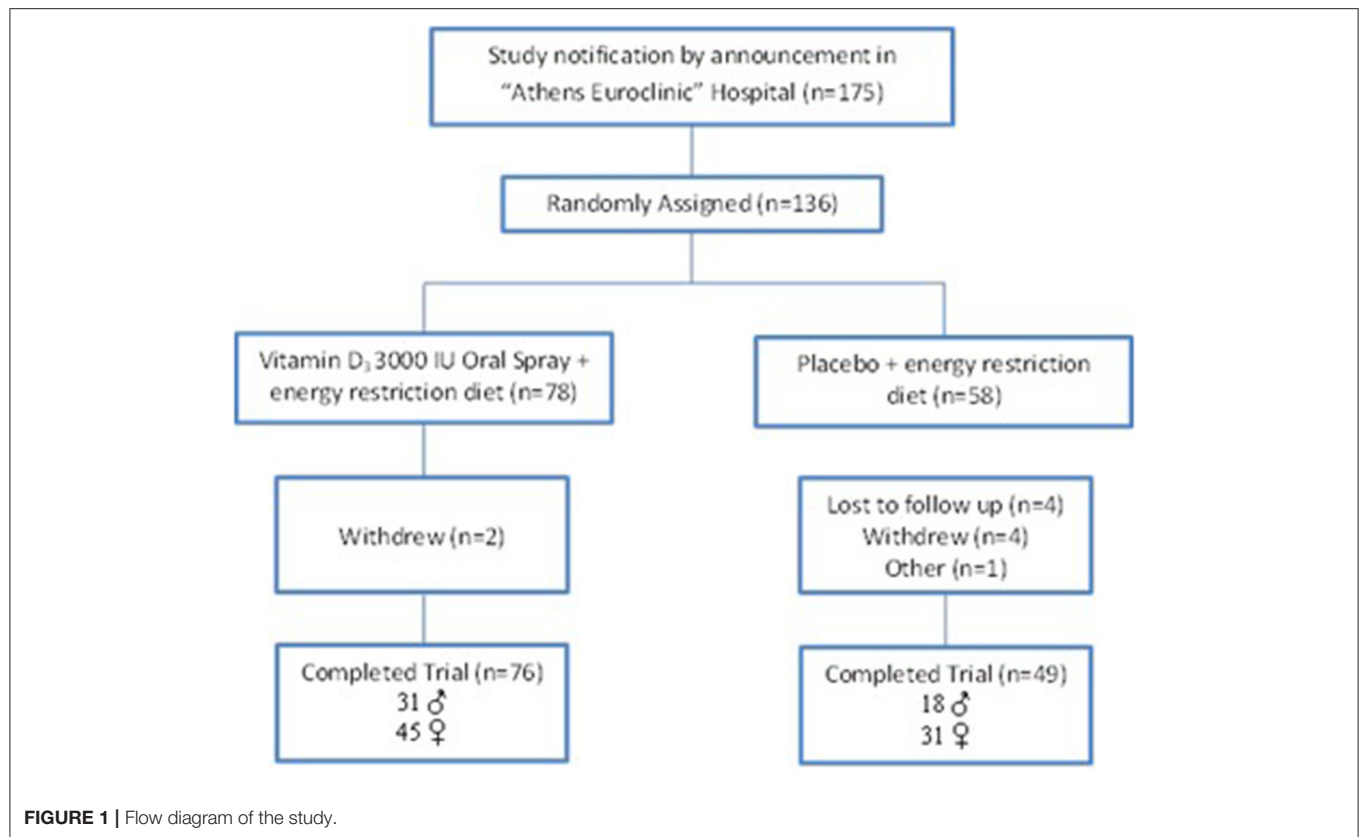 Study notification by announcement in
“Athens Euroclinic” Hospital (n=175)
Randomly Assigned (n=136)
Vitamin D₃ 3000 IU Oral Spray +
energy restriction diet (n=78)
Placebo + energy restriction
diet (n=58)
Withdrew (n=2)
Lost to follow up (n=4)
Withdrew (n=4)
Other (n=1)
Completed Trial (n=76)
31 ♂
45 ♀
Completed Trial (n=49)
18 ♂
31 ♀
FIGURE 1 | Flow diagram of the study.